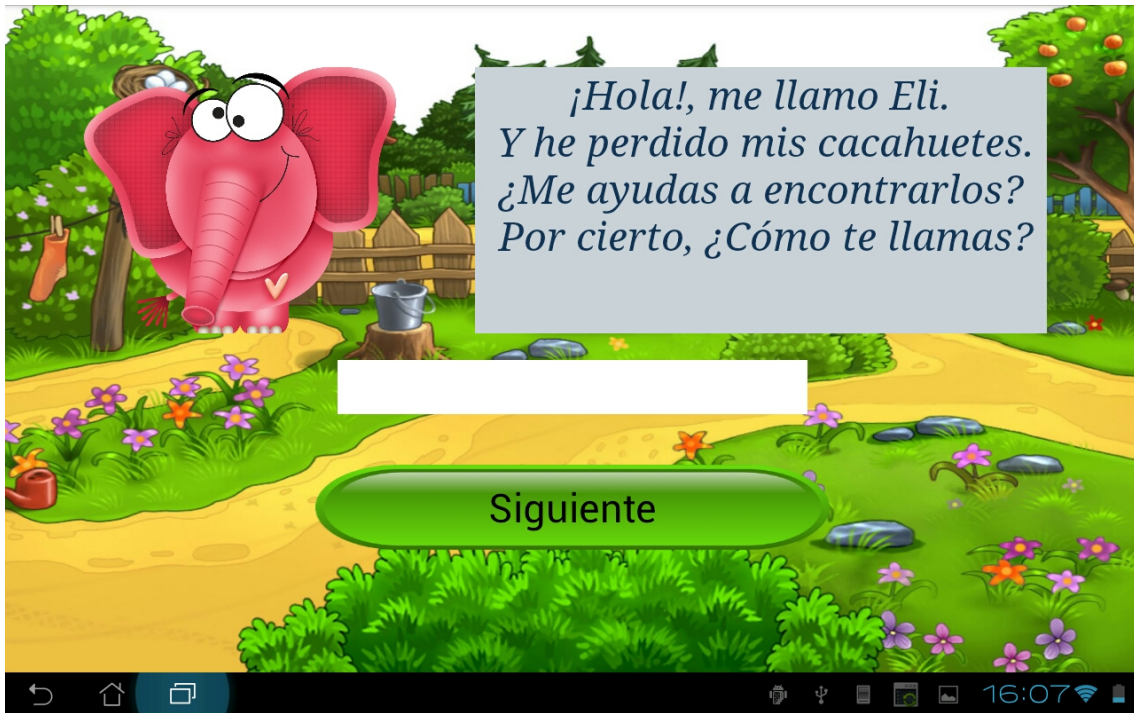 ¡Hola!, me llamo Eli.
Y he perdido mis cacahuetes.
¿Me ayudas a encontrarlos?
Por cierto, ¿Cómo te llamas?
Siguiente
16:07